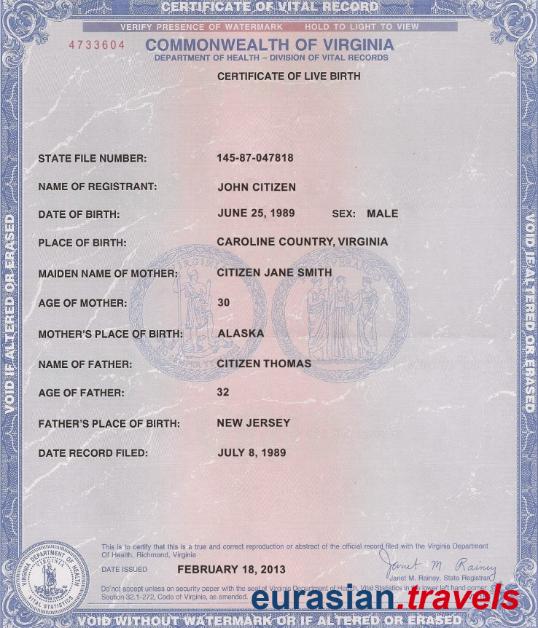 CERTIFICATE OF VITAL RECORD
VERIFY PRESENCE OF WATERMARK HOLD TO LIGHT TO VIEW
4733604
COMMONWEALTH OF VIRGINIA
DEPARTMENT OF HEALTH – DIVISION OF VITAL RECORDS
CERTIFICATE OF LIVE BIRTH
STATE FILE NUMBER: 145-87-047818
NAME OF REGISTRANT: JOHN CITIZEN
DATE OF BIRTH: JUNE 25, 1989 SEX: MALE
PLACE OF BIRTH: CAROLINE COUNTRY, VIRGINIA
MAIDEN NAME OF MOTHER: CITIZEN JANE SMITH
AGE OF MOTHER: 30
MOTHER'S PLACE OF BIRTH: ALASKA
NAME OF FATHER: CITIZEN THOMAS
AGE OF FATHER: 32
FATHER'S PLACE OF BIRTH: NEW JERSEY
DATE RECORD FILED: JULY 8, 1989
VOID IF ALTERED OR ERASED
VOID IF ALTERED OR ERASED
This is to certify that this is a true and correct reproduction or abstract of the official record filed with the Virginia Department
Of Health, Richmond, Virginia
DATE ISSUED FEBRUARY 18, 2013
Janet M. Rainey
Janet M. Rainey, State Registrar
Do not accept unless on security paper with the seal of Virginia Department of Health, Vital Statistics in the lower left hand corner.
Section 32.1-272, Code of Virginia, as amended.
VIRGINIA DEPARTMENT OF HEALTH
VITAL STATISTICS
eurasian.travels
VOID WITHOUT WATERMARK OR IF ALTERED OR ERASED